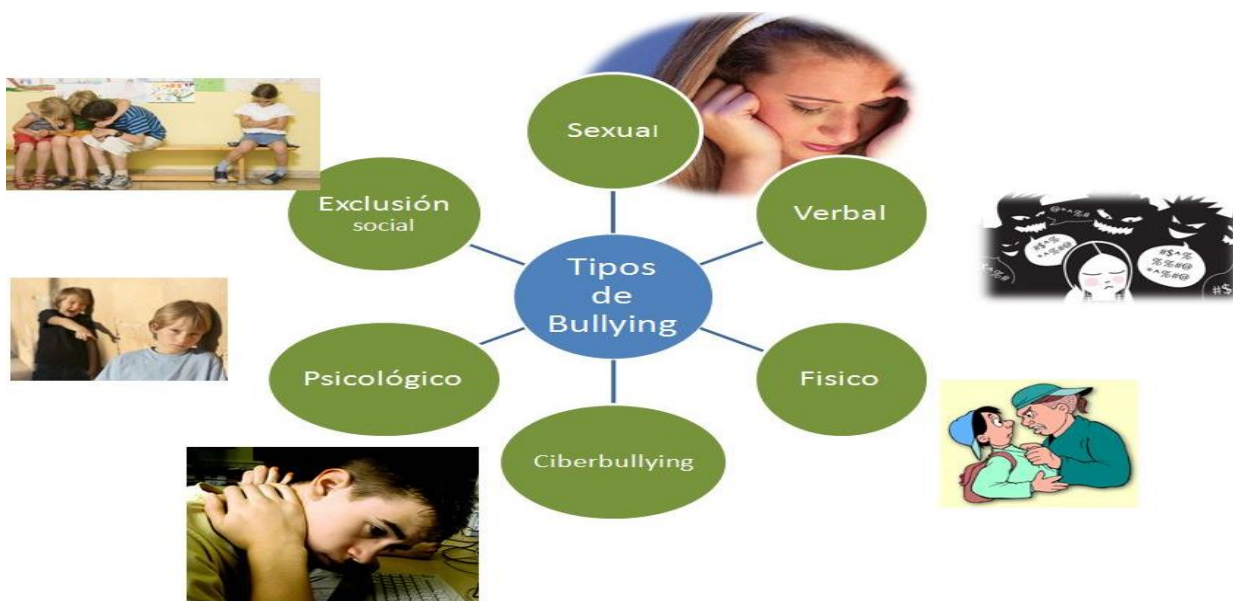 Sexual
Exclusión
social
Verbal
Tipos
de
Bullying
Psicológico
Fisico
Ciberbullying
@*^%#
#$^%
*^%#@
#$^%
%%#@
*^%#@
*^%#
#$